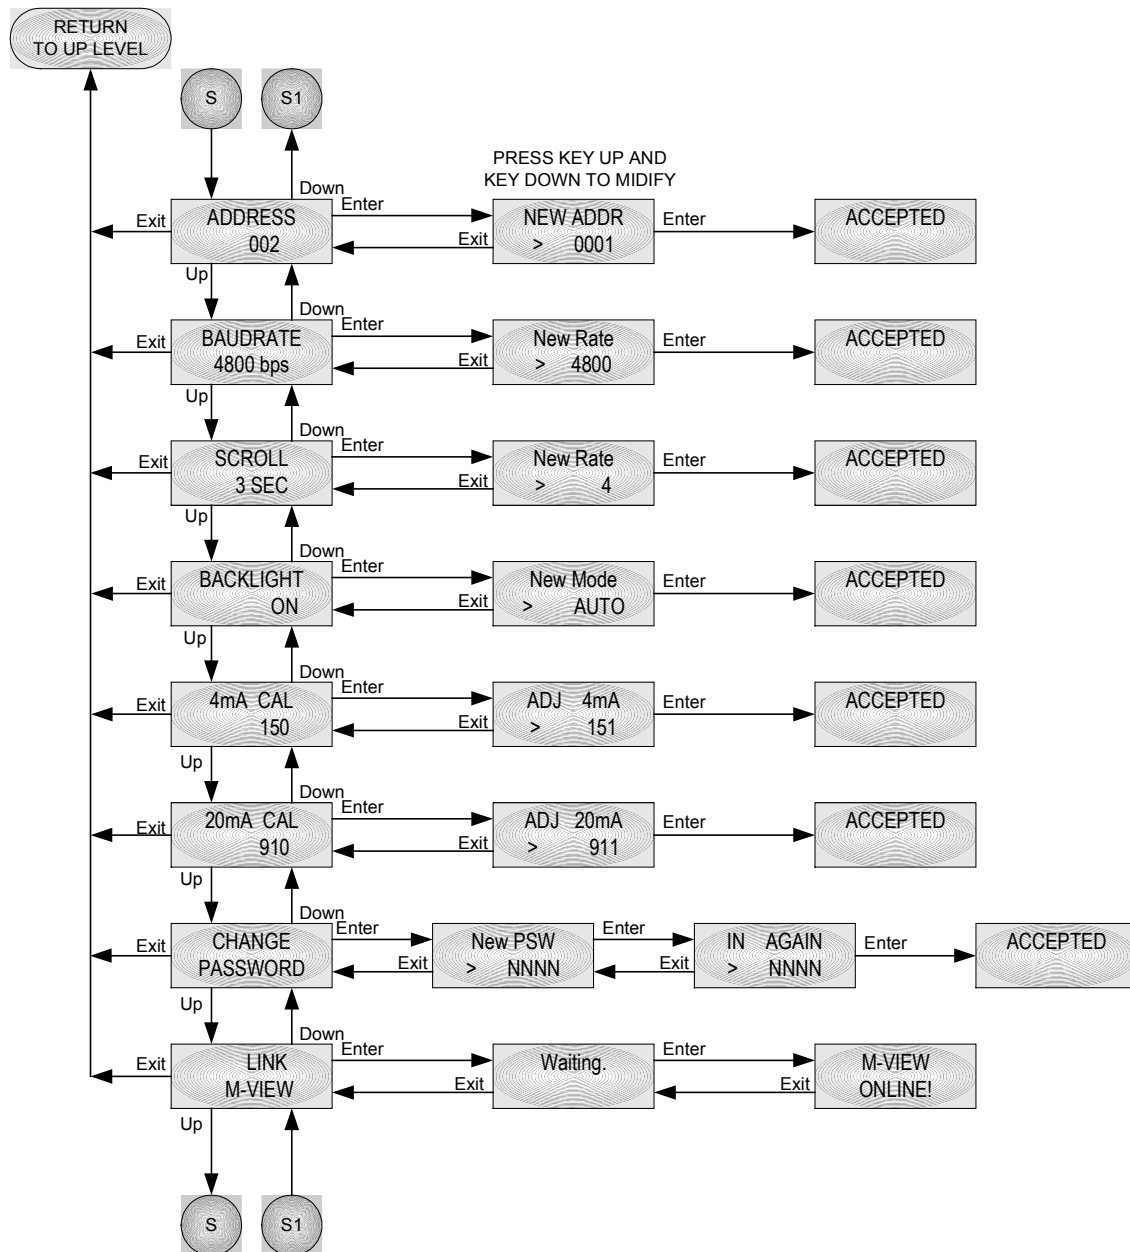 RETURN
TO UP LEVEL
S
S1
PRESS KEY UP AND
KEY DOWN TO MIDIFY
Down
Exit
ADDRESS
002
Enter
Exit
NEW ADDR
> 0001
Enter
ACCEPTED
Up
Down
Exit
BAUDRATE
4800 bps
Enter
Exit
New Rate
> 4800
Enter
ACCEPTED
Up
Down
Exit
SCROLL
3 SEC
Enter
Exit
New Rate
> 4
Enter
ACCEPTED
Up
Down
Exit
BACKLIGHT
ON
Enter
Exit
New Mode
> AUTO
Enter
ACCEPTED
Up
Down
Exit
4mA CAL
150
Enter
Exit
ADJ 4mA
> 151
Enter
ACCEPTED
Up
Down
Exit
20mA CAL
910
Enter
Exit
ADJ 20mA
> 911
Enter
ACCEPTED
Up
Down
Exit
CHANGE
PASSWORD
Enter
Exit
New PSW
> NNNN
Enter
Exit
IN AGAIN
> NNNN
Enter
ACCEPTED
Up
Down
Exit
LINK
M-VIEW
Enter
Exit
Waiting.
Enter
Exit
M-VIEW
ONLINE!
Up
S
S1